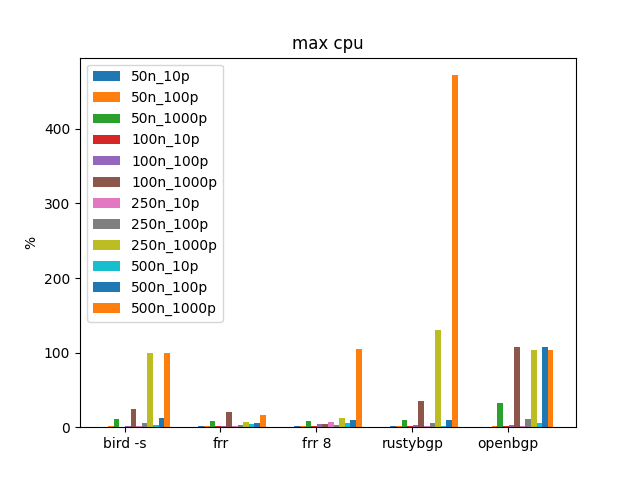 max cpu
%
400
300
200
100
0
50n_10p
50n_100p
50n_1000p
100n_10p
100n_100p
100n_1000p
250n_10p
250n_100p
250n_1000p
500n_10p
500n_100p
500n_1000p
bird -s frr frr 8 rustybgp openbgp